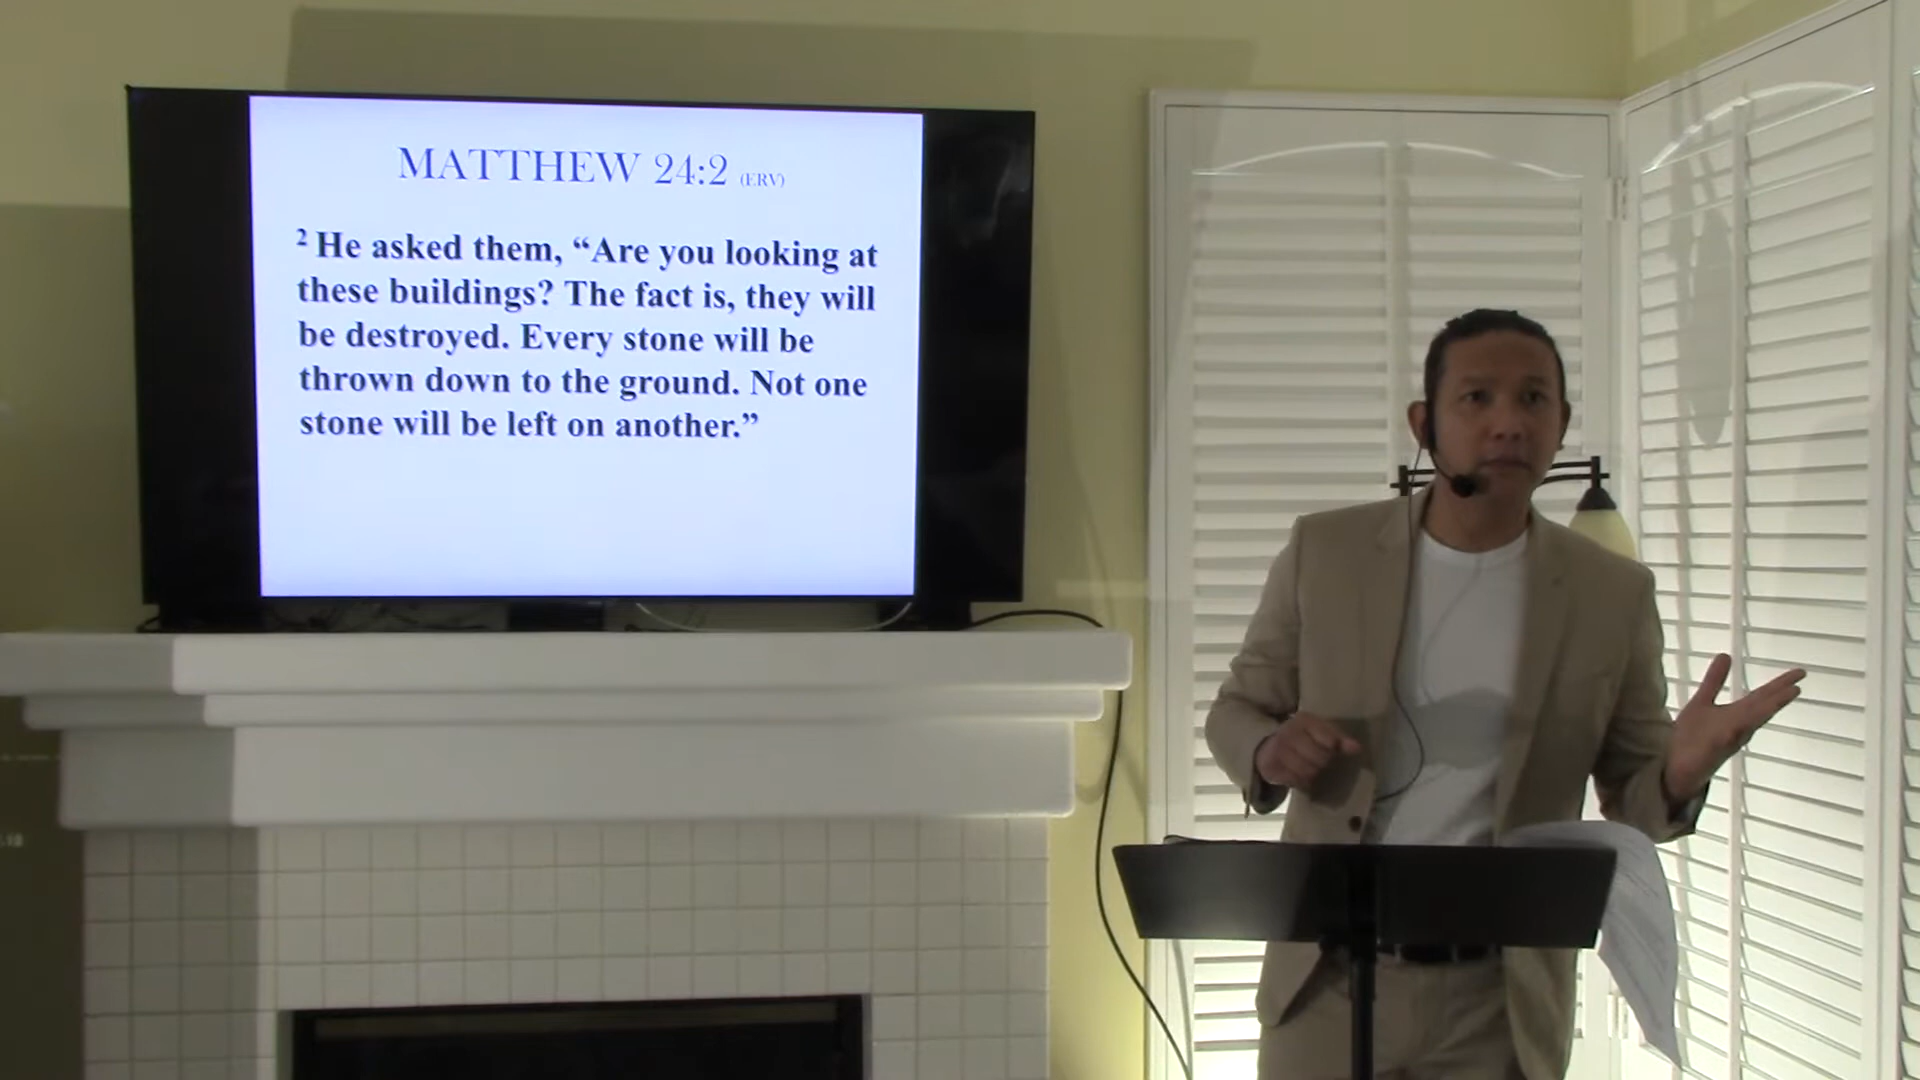 MATTHEW 24:2 (ERV)
2 He asked them, “Are you looking at
these buildings? The fact is, they will
be destroyed. Every stone will be
thrown down to the ground. Not one
stone will be left on another.”